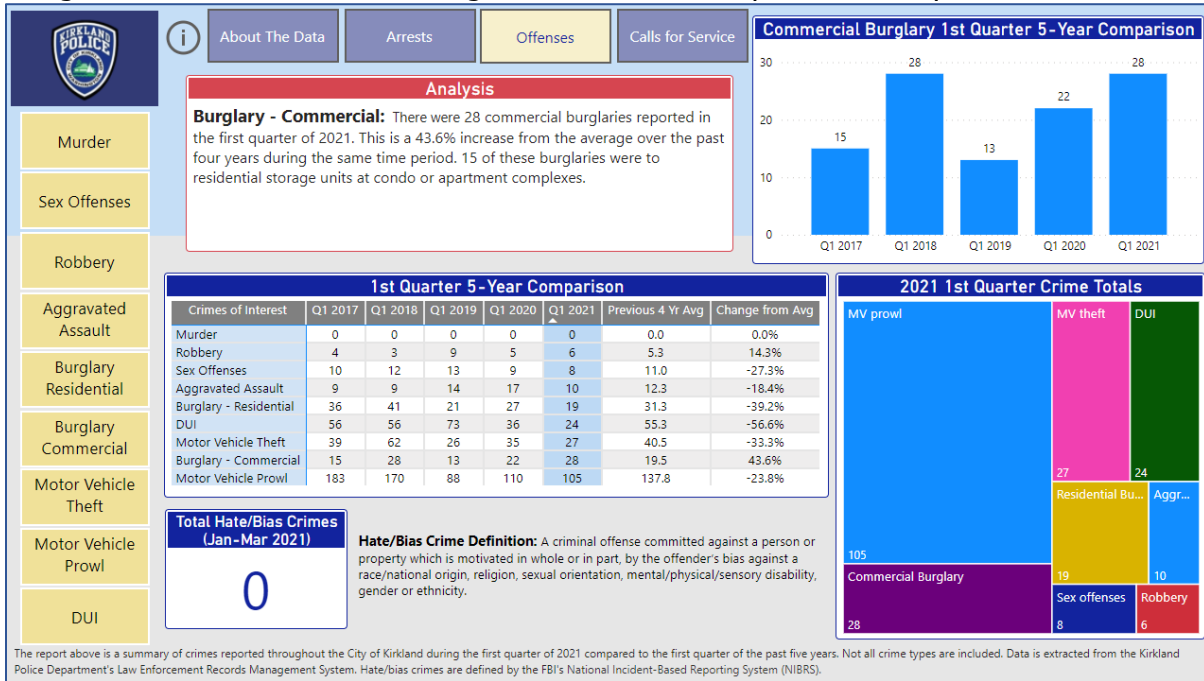 KIRKLAND
POLICE
i
About The Data
Arrests
Offenses
Calls for Service
Murder
Sex Offenses
Robbery
Aggravated
Assault
Burglary
Residential
Burglary
Commercial
Motor Vehicle
Theft
Motor Vehicle
Prowl
DUI
Analysis
Burglary - Commercial: There were 28 commercial burglaries reported in
the first quarter of 2021. This is a 43.6% increase from the average over the past
four years during the same time period. 15 of these burglaries were to
residential storage units at condo or apartment complexes.
Commercial Burglary 1st Quarter 5-Year Comparison
30
20
10
0
15
28
13
22
28
Q1 2017 Q1 2018 Q1 2019 Q1 2020 Q1 2021
1st Quarter 5-Year Comparison
Crimes of Interest Q1 2017 Q1 2018 Q1 2019 Q1 2020 Q1 2021 Previous 4 Yr Avg Change from Avg
Murder 0 0 0 0 0 0.0 0.0%
Robbery 4 3 9 5 6 5.3 14.3%
Sex Offenses 10 12 13 9 8 11.0 -27.3%
Aggravated Assault 9 9 14 17 10 12.3 -18.4%
Burglary - Residential 36 41 21 27 19 31.3 -39.2%
DUI 56 56 73 36 24 55.3 -56.6%
Motor Vehicle Theft 39 62 26 35 27 40.5 -33.3%
Burglary - Commercial 15 28 13 22 28 19.5 43.6%
Motor Vehicle Prowl 183 170 88 110 105 137.8 -23.8%
2021 1st Quarter Crime Totals
MV prowl
105
MV theft
27
DUI
24
Residential Bu...
19
Aggr...
10
Commercial Burglary
28
Sex offenses
8
Robbery
6
Total Hate/Bias Crimes
(Jan-Mar 2021)
0
Hate/Bias Crime Definition: A criminal offense committed against a person or
property which is motivated in whole or in part, by the offender's bias against a
race/national origin, religion, sexual orientation, mental/physical/sensory disability,
gender or ethnicity.
The report above is a summary of crimes reported throughout the City of Kirkland during the first quarter of 2021 compared to the first quarter of the past five years. Not all crime types are included. Data is extracted from the Kirkland
Police Department's Law Enforcement Records Management System. Hate/bias crimes are defined by the FBI's National Incident-Based Reporting System (NIBRS).